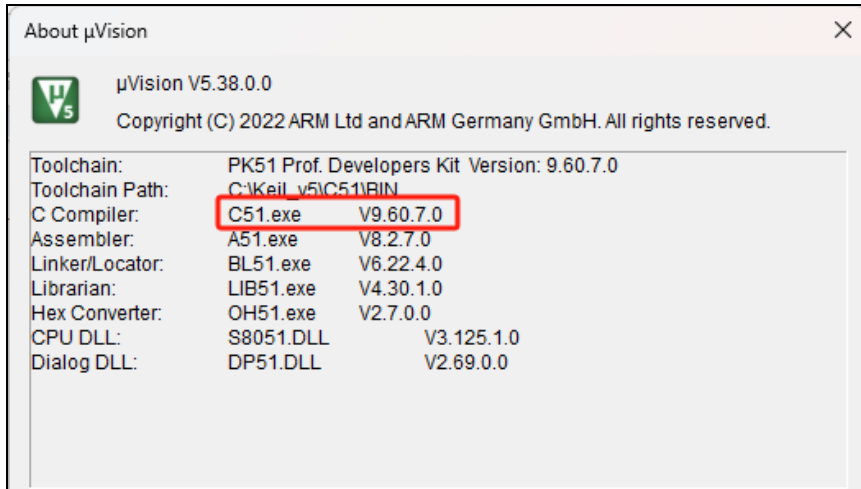 About µVision
µVision V5.38.0.0
Copyright (C) 2022 ARM Ltd and ARM Germany GmbH. All rights reserved.
Toolchain: PK51 Prof. Developers Kit Version: 9.60.7.0
Toolchain Path: C:\Keil_v5\C51\BIN
C Compiler: C51.exe V9.60.7.0
Assembler: A51.exe V8.2.7.0
Linker/Locator: BL51.exe V6.22.4.0
Librarian: LIB51.exe V4.30.1.0
Hex Converter: OH51.exe V2.7.0.0
CPU DLL: S8051.DLL V3.125.1.0
Dialog DLL: DP51.DLL V2.69.0.0